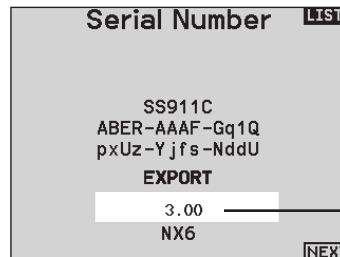 Serial Number
LIST
SS911C
ABER-AAAF-Gq1Q
pxUz-Yjfs-NddU
EXPORT
3.00
NX6
NEXT